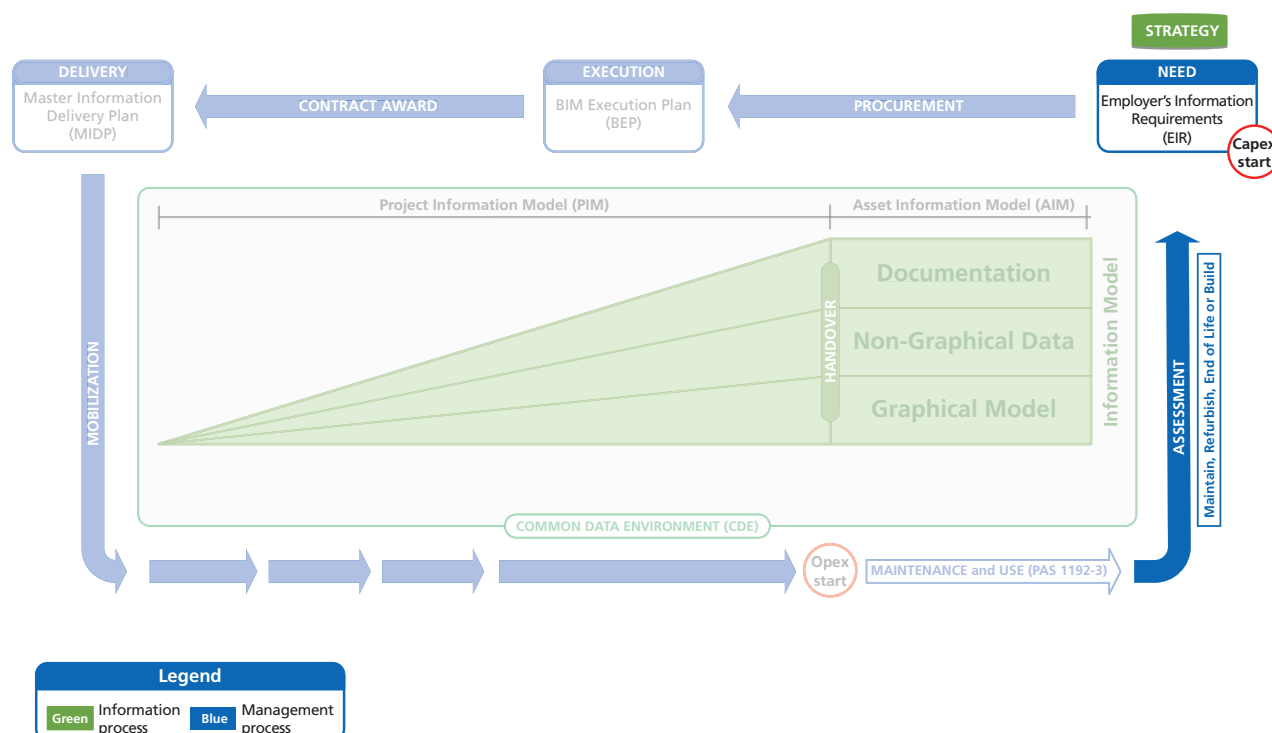 STRATEGY
DELIVERY
Master Information
Delivery Plan
(MIDP)
CONTRACT AWARD
EXECUTION
BIM Execution Plan
(BEP)
PROCUREMENT
NEED
Employer's Information
Requirements
(EIR)
Capex
start
Project Information Model (PIM)
Asset Information Model (AIM)
Documentation
Non-Graphical Data
Graphical Model
HANDOVER
Information Model
MOBILIZATION
ASSESSMENT
Maintain, Refurbish, End of Life or Build
COMMON DATA ENVIRONMENT (CDE)
Opex
start
MAINTENANCE and USE (PAS 1192-3)
Legend
Green
Information
process
Blue
Management
process